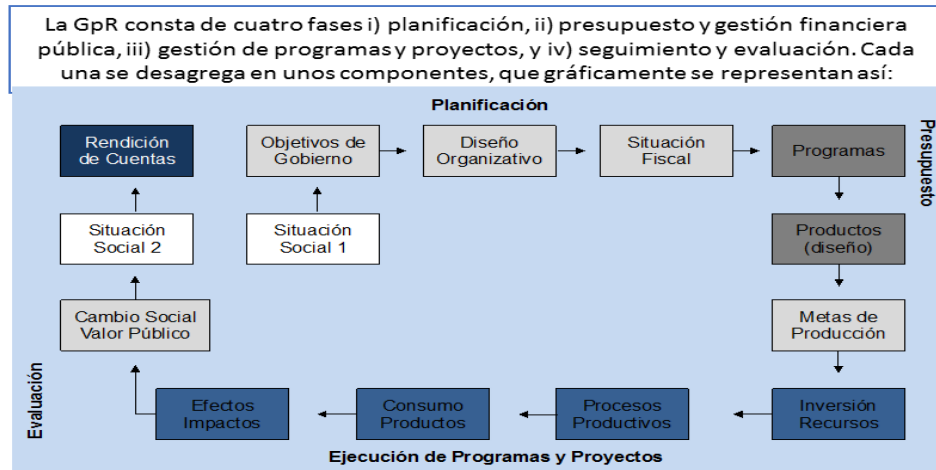 La GpR consta de cuatro fases i) planificación, ii) presupuesto y gestión financiera
pública, iii) gestión de programas y proyectos, y iv) seguimiento y evaluación. Cada
una se desagrega en unos componentes, que gráficamente se representan así:
Planificación
Rendición
de Cuentas
Objetivos de
Gobierno
Diseño
Organizativo
Situación
Fiscal
Programas
Presupuesto
Situación
Social 2
Situación
Social 1
Productos
(diseño)
Cambio Social
Valor Público
Metas de
Producción
Evaluación
Efectos
Impactos
Consumo
Productos
Procesos
Productivos
Inversión
Recursos
Ejecución de Programas y Proyectos